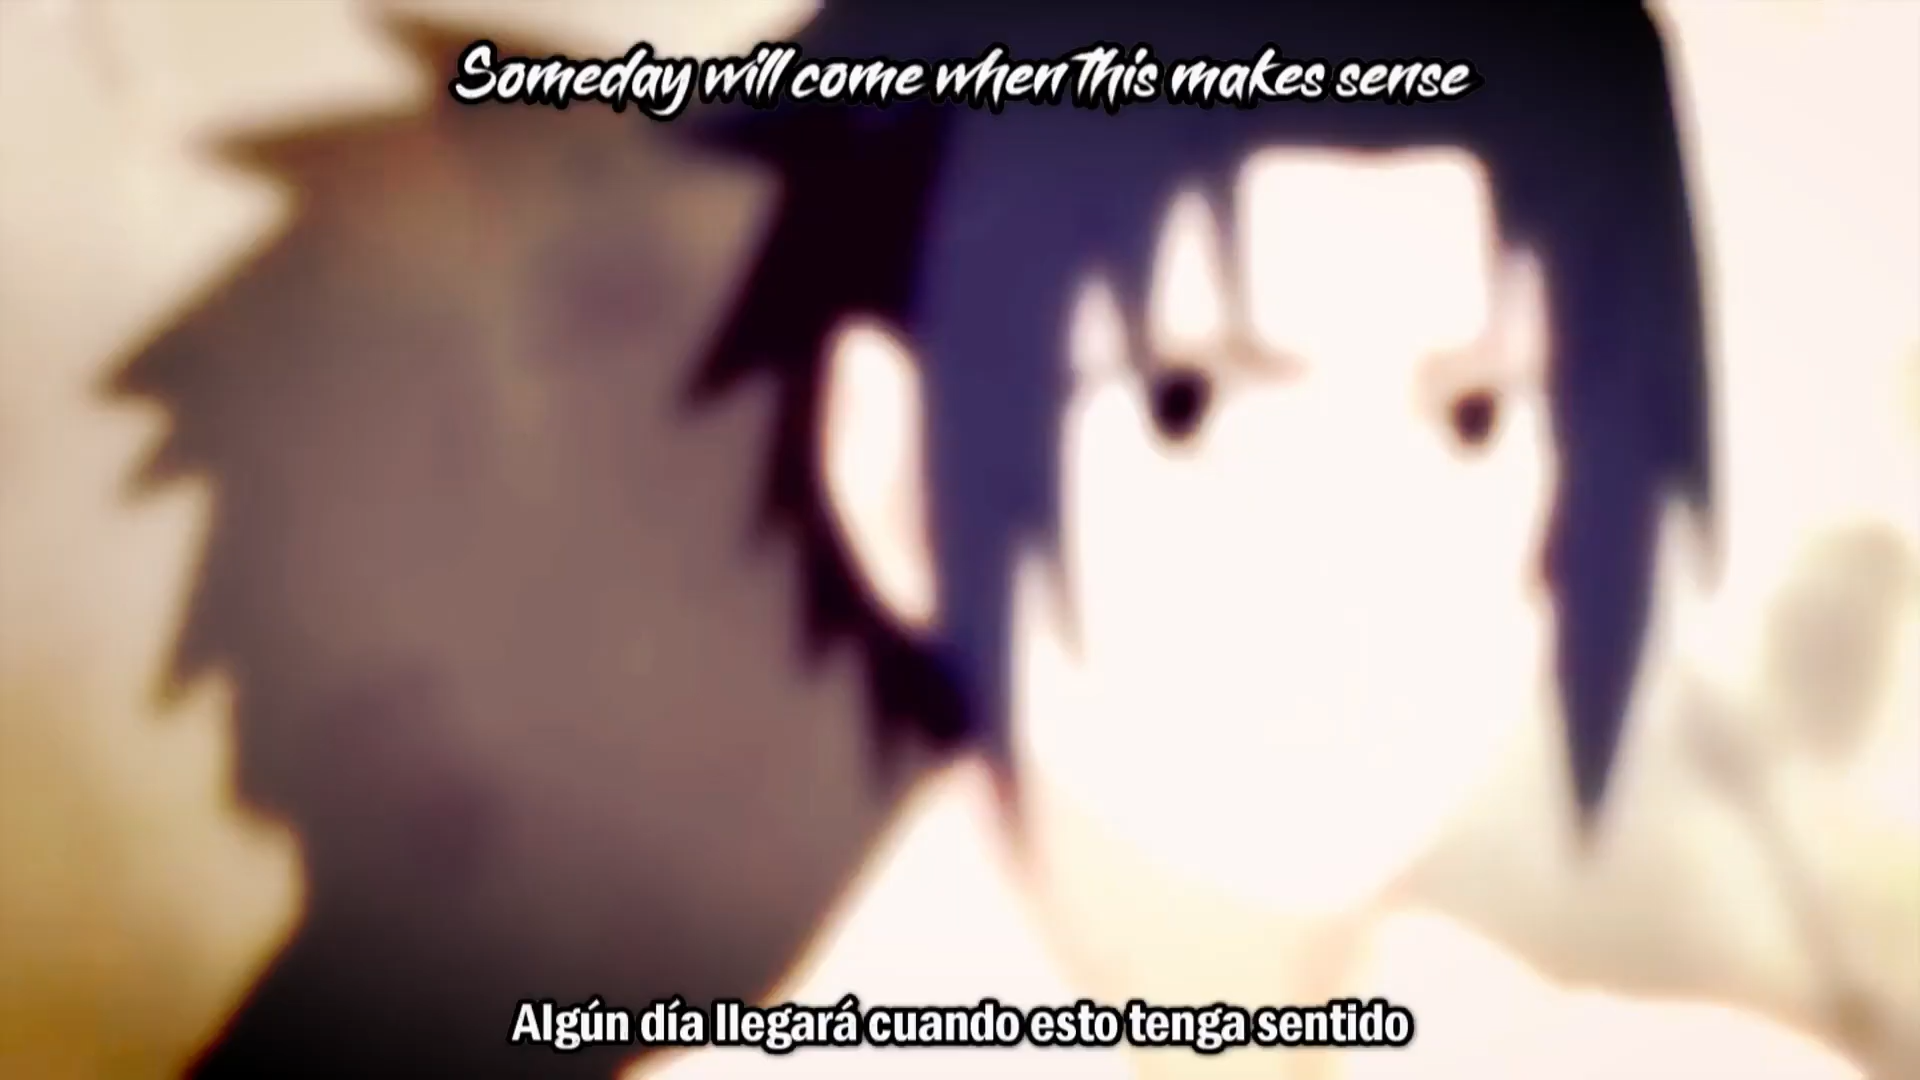 Someday will come when this makes sense
Algún día llegará cuando esto tenga sentido